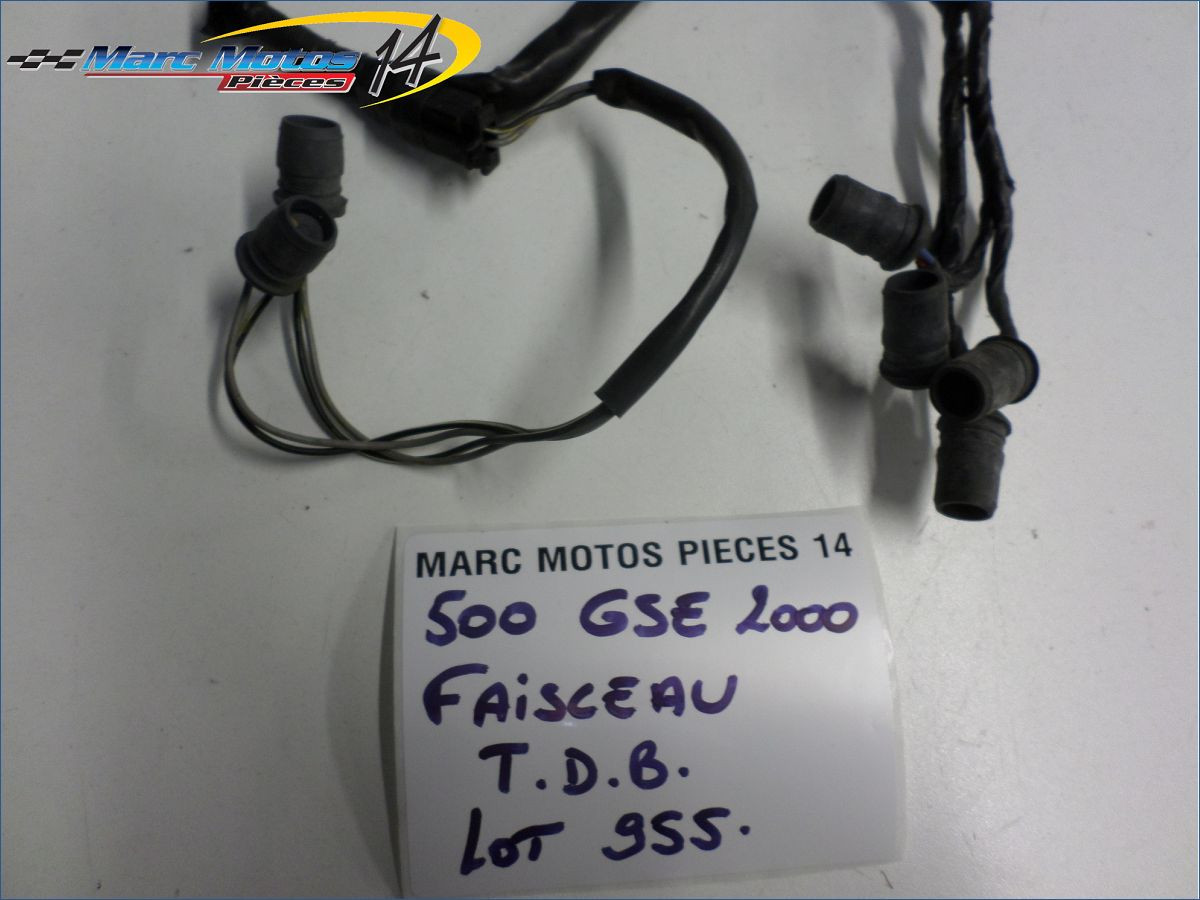 Marc Motos 14
Pièces
MARC MOTOS PIECES 14
500 GSE 2000
FAiSCEAU
T.D.B.
LOT 955.